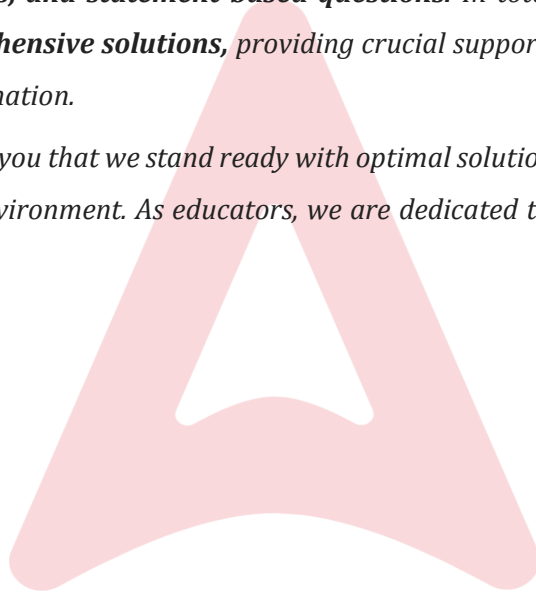 and statement based questions. In
hensive solutions, providing crucial suppor
nation.
you that we stand ready with optimal solutio
vironment. As educators, we are dedicated t